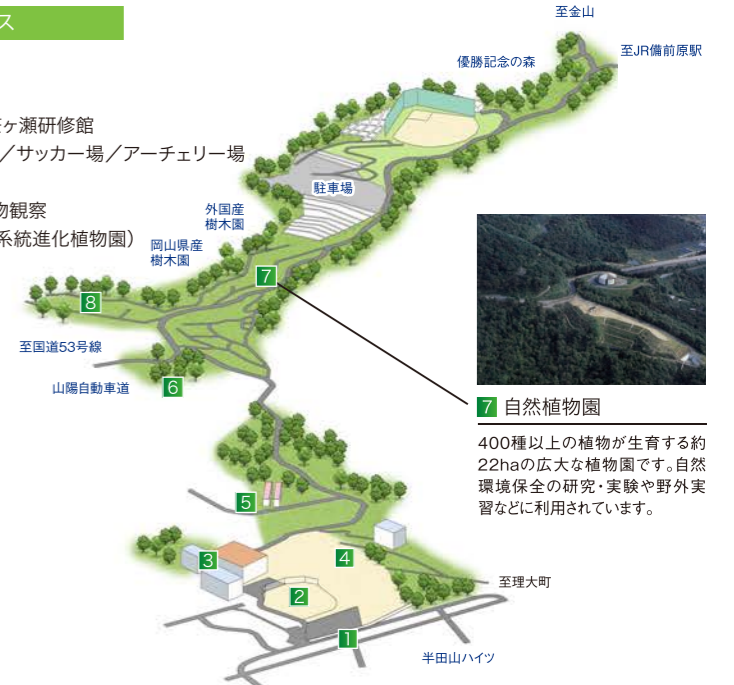 ス
至金山
至JR備前原駅
優勝記念の森
ヶ瀬研修館
／サッカー場／アーチェリー場
駐車場
物観察
系統進化植物園）
外国産
樹木園
岡山県産
樹木園
7
8
至国道53号線
山陽自動車道
6
7 自然植物園
400種以上の植物が生育する約
22haの広大な植物園です。自然
環境保全の研究・実験や野外実
習などに利用されています。
5
3
4
2
至理大町
1
半田山ハイツ